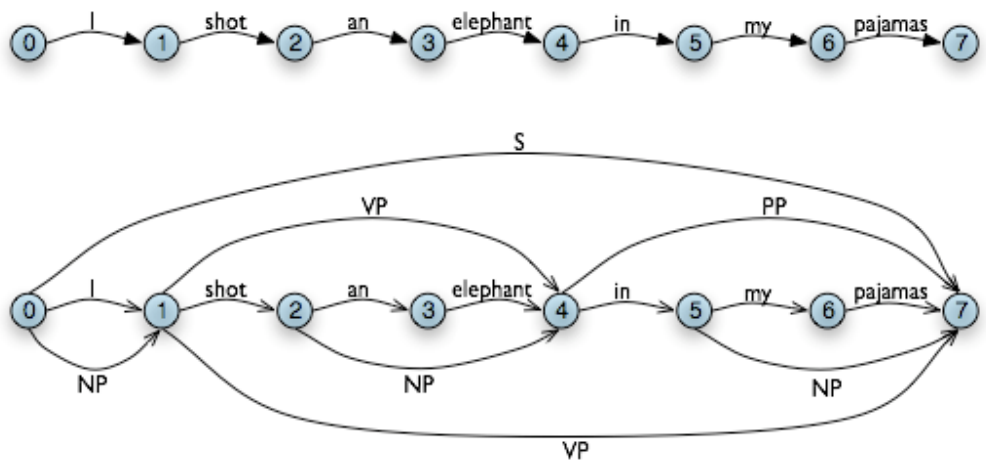 I shot an elephant in my pajamas
0 1 2 3 4 5 6 7
S
VP PP
I shot an elephant in my pajamas
0 1 2 3 4 5 6 7
NP NP NP
VP